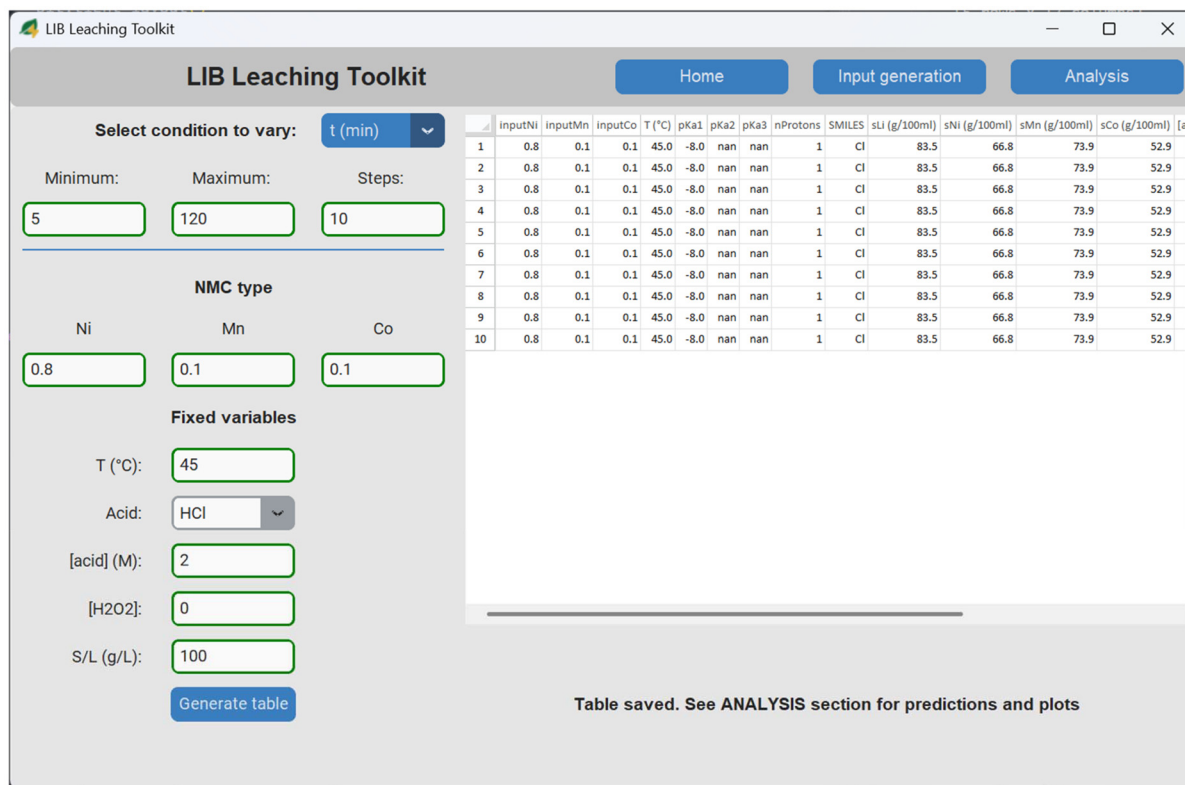 LIB Leaching Toolkit
LIB Leaching Toolkit Home Input generation Analysis
Select condition to vary: t (min)
Minimum: Maximum: Steps:
5 120 10
NMC type
Ni Mn Co
0.8 0.1 0.1
Fixed variables
T (°C): 45
Acid: HCl
[acid] (M): 2
[H2O2]: 0
S/L (g/L): 100
Generate table
inputNi inputMn inputCo T (°C) pKa1 pKa2 pKa3 nProtons SMILES sLi (g/100ml) sNi (g/100ml) sMn (g/100ml) sCo (g/100ml)
1 0.8 0.1 0.1 45.0 -8.0 nan nan 1 Cl 83.5 66.8 73.9 52.9
2 0.8 0.1 0.1 45.0 -8.0 nan nan 1 Cl 83.5 66.8 73.9 52.9
3 0.8 0.1 0.1 45.0 -8.0 nan nan 1 Cl 83.5 66.8 73.9 52.9
4 0.8 0.1 0.1 45.0 -8.0 nan nan 1 Cl 83.5 66.8 73.9 52.9
5 0.8 0.1 0.1 45.0 -8.0 nan nan 1 Cl 83.5 66.8 73.9 52.9
6 0.8 0.1 0.1 45.0 -8.0 nan nan 1 Cl 83.5 66.8 73.9 52.9
7 0.8 0.1 0.1 45.0 -8.0 nan nan 1 Cl 83.5 66.8 73.9 52.9
8 0.8 0.1 0.1 45.0 -8.0 nan nan 1 Cl 83.5 66.8 73.9 52.9
9 0.8 0.1 0.1 45.0 -8.0 nan nan 1 Cl 83.5 66.8 73.9 52.9
10 0.8 0.1 0.1 45.0 -8.0 nan nan 1 Cl 83.5 66.8 73.9 52.9
Table saved. See ANALYSIS section for predictions and plots